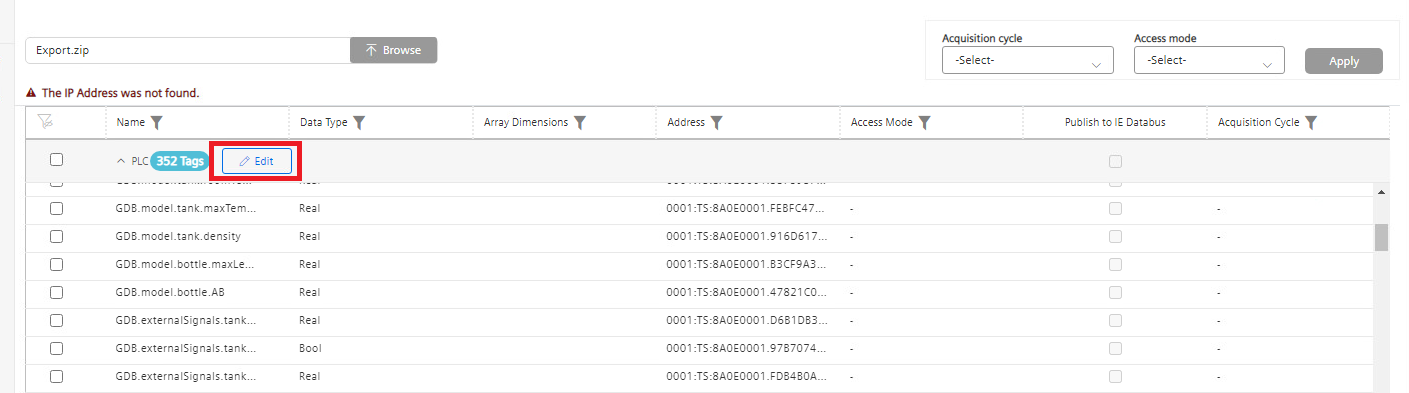 Acquisition cycle Access mode
Export.zip Browse -Select- -Select- Apply
The IP Address was not found.
Name Data Type Array Dimensions Address Access Mode Publish to IE Databus Acquisition Cycle
PLC 352 Tags Edit
GDB.model.tank.maxTem... Real 0001:TS:8A0E0001.FEBFC47... - -
GDB.model.tank.density Real 0001:TS:8A0E0001.916D617... - -
GDB.model.bottle.maxLe... Real 0001:TS:8A0E0001.B3CF9A3... - -
GDB.model.bottle.AB Real 0001:TS:8A0E0001.47821C0... - -
GDB.externalSignals.tank... Real 0001:TS:8A0E0001.D6B1DB3... - -
GDB.externalSignals.tank... Bool 0001:TS:8A0E0001.97B7074... - -
GDB.externalSignals.tank... Real 0001:TS:8A0E0001.FDB4B0A... - -